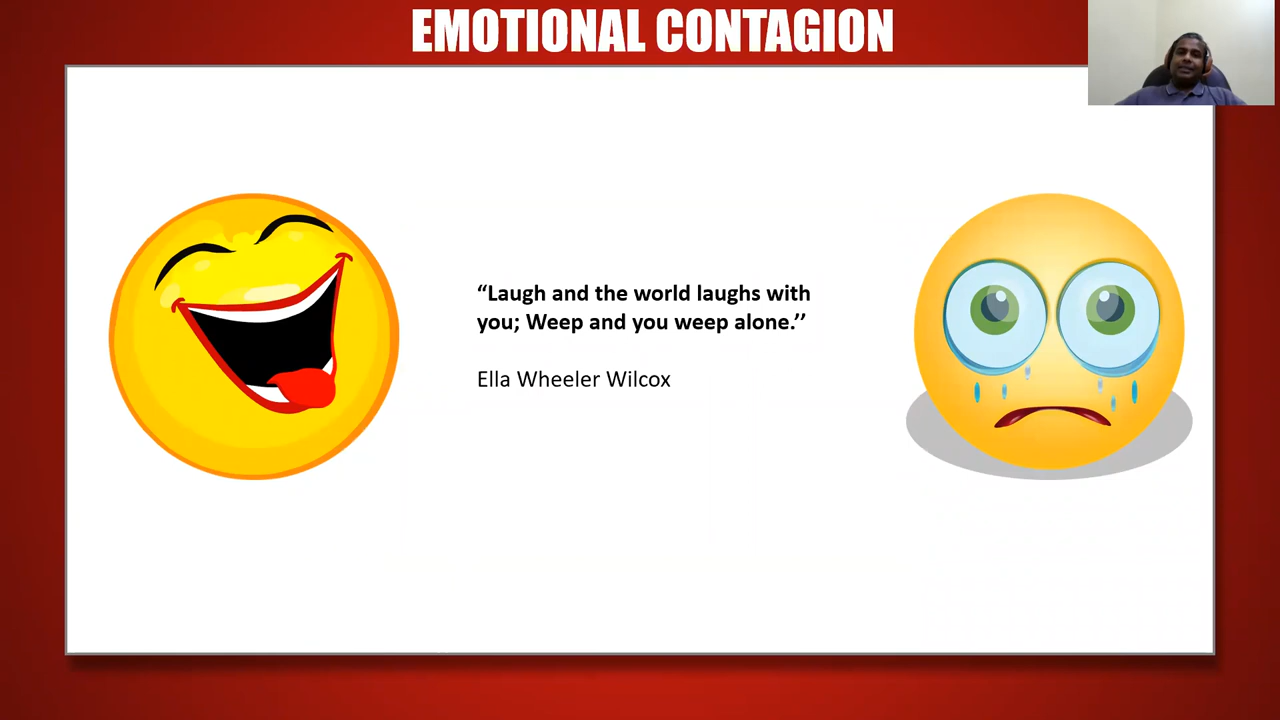 EMOTIONAL CONTAGION
“Laugh and the world laughs with
you; Weep and you weep alone.’’
Ella Wheeler Wilcox